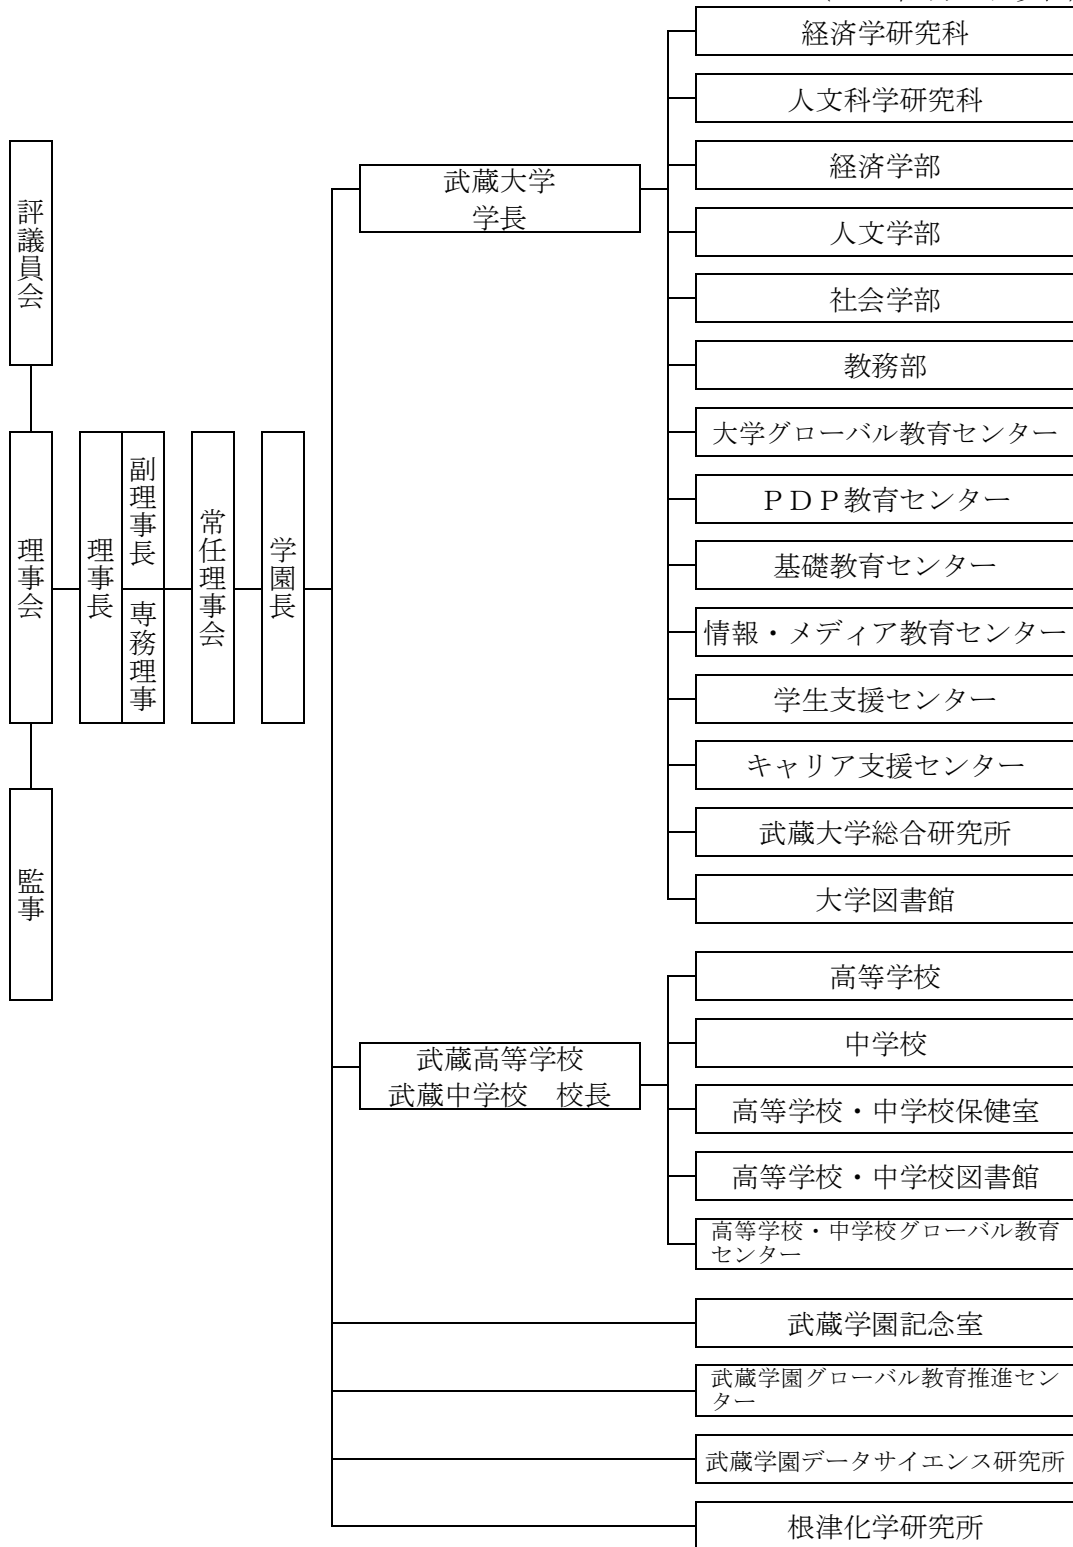 評議員会
理事会
監事
理事長
副理事長
専務理事
常任理事会
学園長
武蔵大学
学長
経済学研究科
人文科学研究科
経済学部
人文学部
社会学部
教務部
大学グローバル教育センター
ＰＤＰ教育センター
基礎教育センター
情報・メディア教育センター
学生支援センター
キャリア支援センター
武蔵大学総合研究所
大学図書館
武蔵高等学校
武蔵中学校　校長
高等学校
中学校
高等学校・中学校保健室
高等学校・中学校図書館
高等学校・中学校グローバル教育
センター
武蔵学園記念室
武蔵学園グローバル教育推進セン
ター
武蔵学園データサイエンス研究所
根津化学研究所